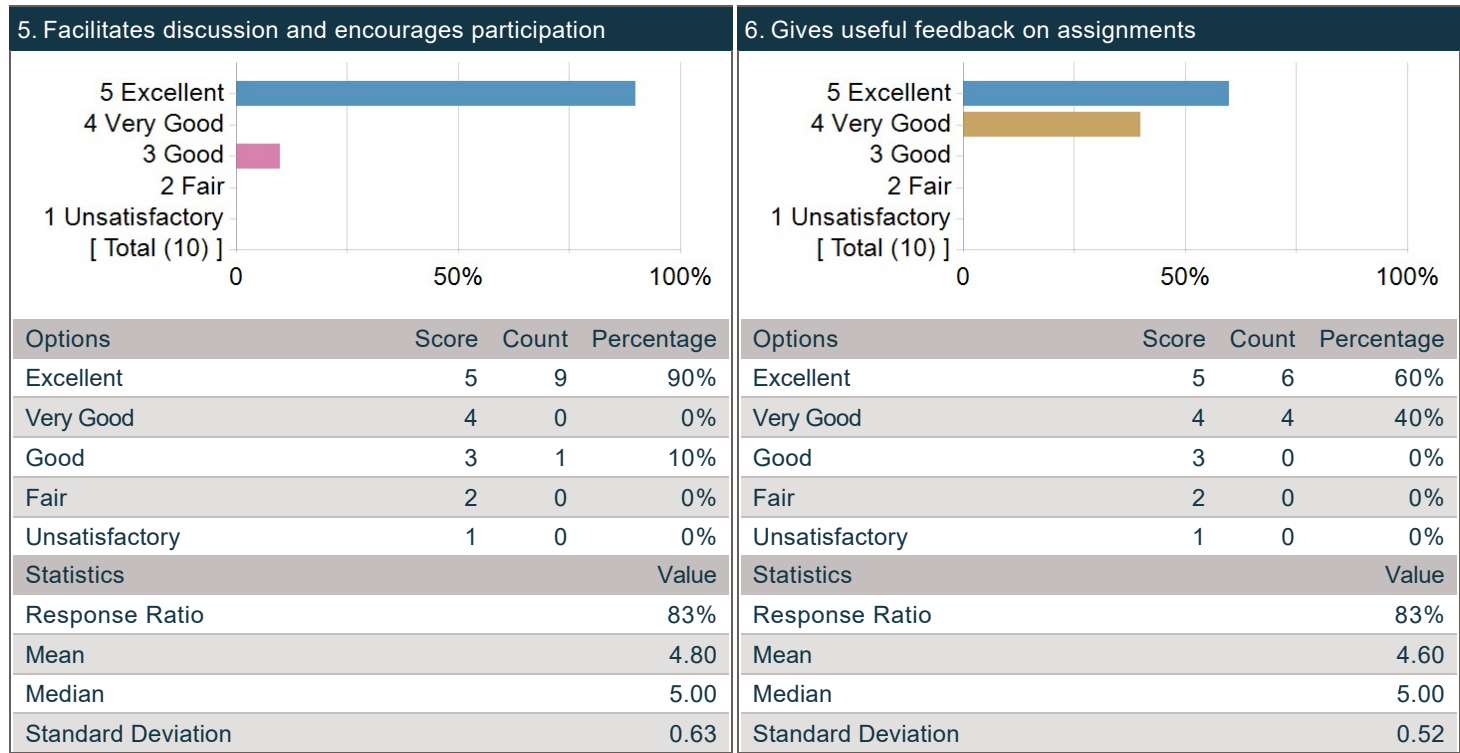 5. Facilitates discussion and encourages participation
5 Excellent
4 Very Good
3 Good
2 Fair
1 Unsatisfactory
[ Total (10) ]
0 50% 100%
Options Score Count Percentage
Excellent 5 9 90%
Very Good 4 0 0%
Good 3 1 10%
Fair 2 0 0%
Unsatisfactory 1 0 0%
Statistics Value
Response Ratio 83%
Mean 4.80
Median 5.00
Standard Deviation 0.63
6. Gives useful feedback on assignments
5 Excellent
4 Very Good
3 Good
2 Fair
1 Unsatisfactory
[ Total (10) ]
0 50% 100%
Options Score Count Percentage
Excellent 5 6 60%
Very Good 4 4 40%
Good 3 0 0%
Fair 2 0 0%
Unsatisfactory 1 0 0%
Statistics Value
Response Ratio 83%
Mean 4.60
Median 5.00
Standard Deviation 0.52